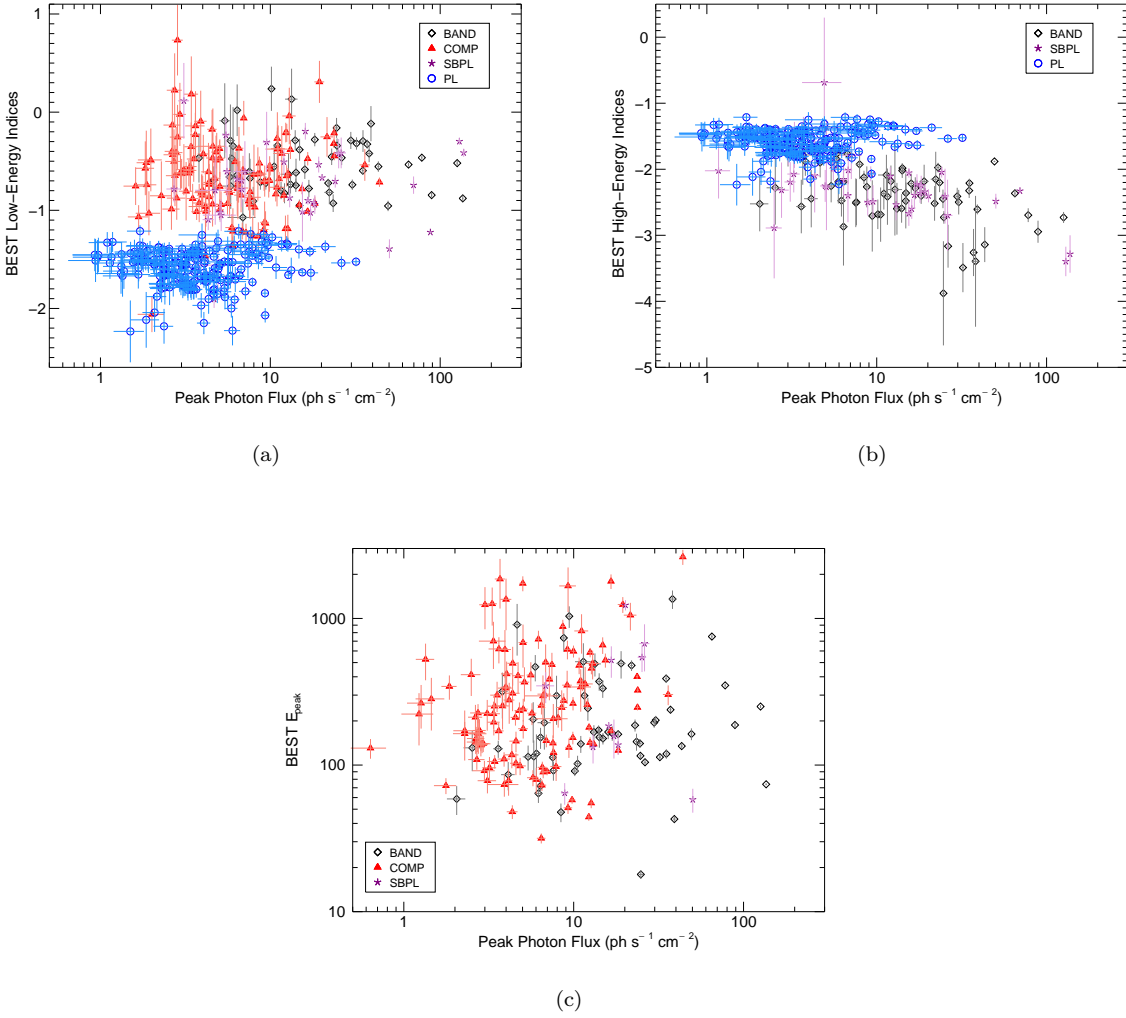 BEST Low-Energy Indices
1
0
−1
−2
BAND
COMP
SBPL
PL
1 10 100
Peak Photon Flux (ph s⁻¹ cm⁻²)
(a)
BEST High-Energy Indices
0
−1
−2
−3
−4
−5
BAND
SBPL
PL
1 10 100
Peak Photon Flux (ph s⁻¹ cm⁻²)
(b)
BEST Epeak
1000
100
10
BAND
COMP
SBPL
1 10 100
Peak Photon Flux (ph s⁻¹ cm⁻²)
(c)